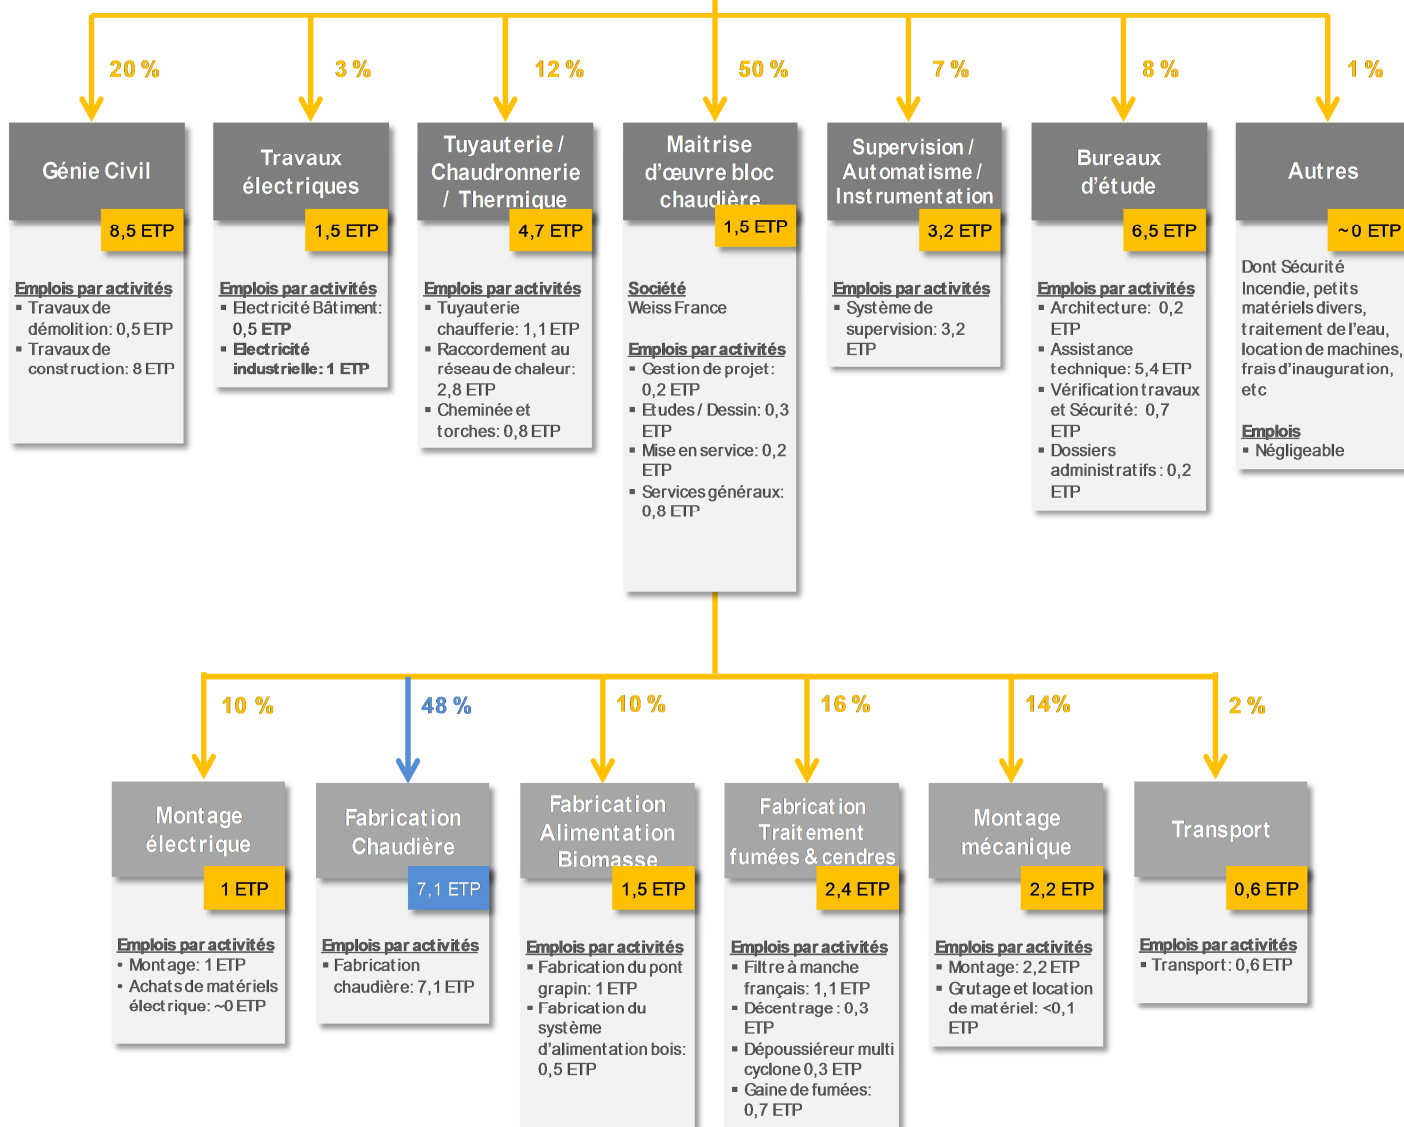 20 %
3 %
12 %
50 %
7 %
8 %
1 %
Génie Civil
8,5 ETP
Emplois par activités
▪ Travaux de
démolition: 0,5 ETP
▪ Travaux de
construction: 8 ETP
Travaux
électriques
1,5 ETP
Emplois par activités
▪ Electricité Bâtiment:
0,5 ETP
▪ Electricité
industrielle: 1 ETP
Tuyauterie /
Chaudronnerie
/ Thermique
4,7 ETP
Emplois par activités
▪ Tuyauterie
chaufferie: 1,1 ETP
▪ Raccordement au
réseau de chaleur:
2,8 ETP
▪ Cheminée et
torches: 0,8 ETP
Maitrise
d'œuvre bloc
chaudière
1,5 ETP
Société
Weiss France
Emplois par activités
▪ Gestion de projet:
0,2 ETP
▪ Etudes / Dessin: 0,3
ETP
▪ Mise en service: 0,2
ETP
▪ Services généraux:
0,8 ETP
Supervision /
Automatisme /
Instrumentation
3,2 ETP
Emplois par activités
▪ Système de
supervision: 3,2
ETP
Bureaux
d'étude
6,5 ETP
Emplois par activités
▪ Architecture: 0,2
ETP
▪ Assistance
technique: 5,4 ETP
▪ Vérification travaux
et Sécurité: 0,7
ETP
▪ Dossiers
administratifs: 0,2
ETP
Autres
~0 ETP
Dont Sécurité
Incendie, petits
matériels divers,
traitement de l'eau,
location de machines,
frais d'inauguration,
etc
Emplois
▪ Négligeable
10 %
48 %
10 %
16 %
14%
2 %
Montage
électrique
1 ETP
Emplois par activités
• Montage: 1 ETP
• Achats de matériels
électrique: ~0 ETP
Fabrication
Chaudière
7,1 ETP
Emplois par activités
▪ Fabrication
chaudière: 7,1 ETP
Fabrication
Alimentation
Biomasse
1,5 ETP
Emplois par activités
▪ Fabrication du pont
grapin: 1 ETP
▪ Fabrication du
système
d'alimentation bois:
0,5 ETP
Fabrication
Traitement
fumées & cendres
2,4 ETP
Emplois par activités
▪ Filtre à manche
français: 1,1 ETP
▪ Décentrage: 0,3
ETP
▪ Dépoussiéreur multi
cyclone 0,3 ETP
▪ Gaine de fumées:
0,7 ETP
Montage
mécanique
2,2 ETP
Emplois par activités
▪ Montage: 2,2 ETP
▪ Grutage et location
de matériel: <0,1
ETP
Transport
0,6 ETP
Emplois par activités
▪ Transport: 0,6 ETP